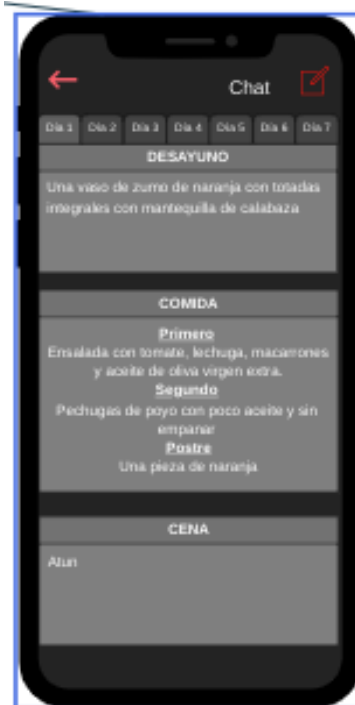 Chat
Día 1 Día 2 Día 3 Día 4 Día 5 Día 6 Día 7
DESAYUNO
Una vaso de zumo de naranja con totadas
integrales con mantequilla de calabaza
COMIDA
Primero
Ensalada con tomate, lechuga, macarrones
y aceite de oliva virgen extra.
Segundo
Pechugas de poyo con poco aceite y sin
empanar
Postre
Una pieza de naranja
CENA
Atun